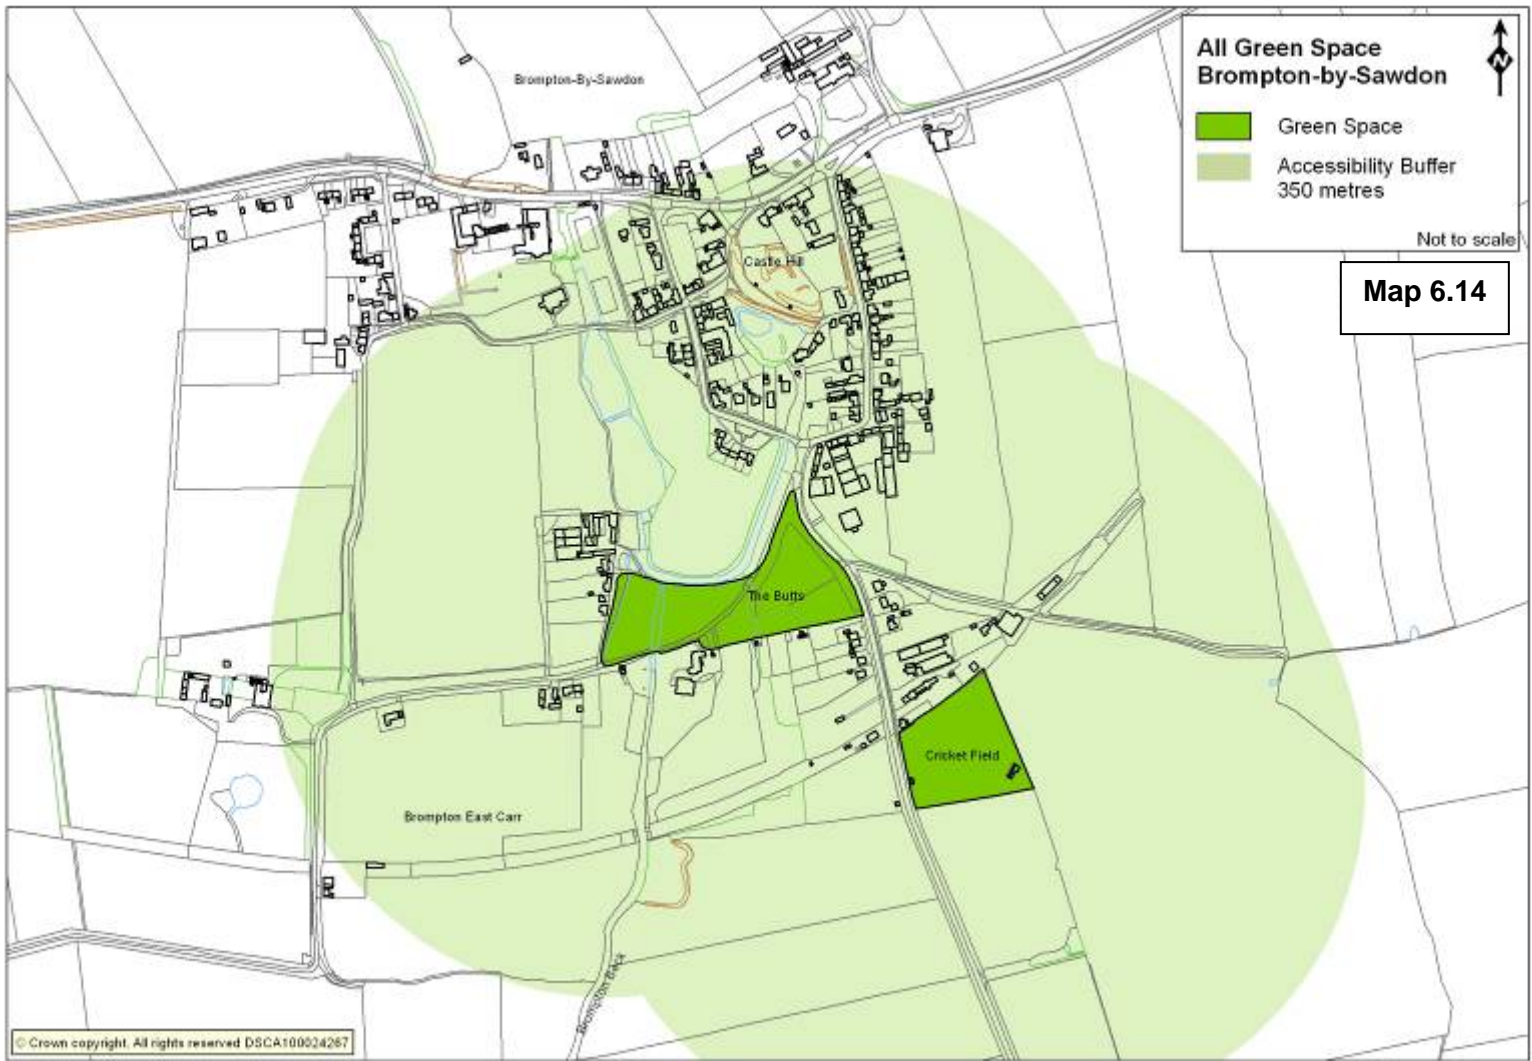 All Green Space
Brompton-by-Sawdon
N
Green Space
Accessibility Buffer
350 metres
Not to scale
Map 6.14
Brompton-By-Sawdon
Castle Hill
The Butts
Cricket Field
Brompton East Carr
Brompton Beck
© Crown copyright. All rights reserved DSCA100024267